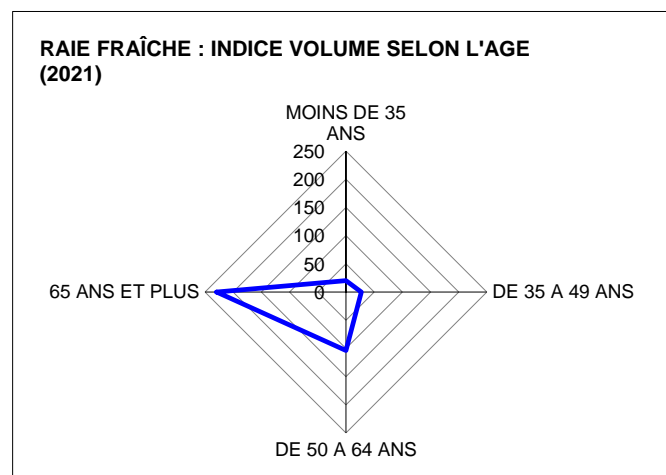 RAIE FRAÎCHE : INDICE VOLUME SELON L'AGE
(2021)
MOINS DE 35
ANS
250
200
150
100
50
0
65 ANS ET PLUS
DE 35 A 49 ANS
DE 50 A 64 ANS